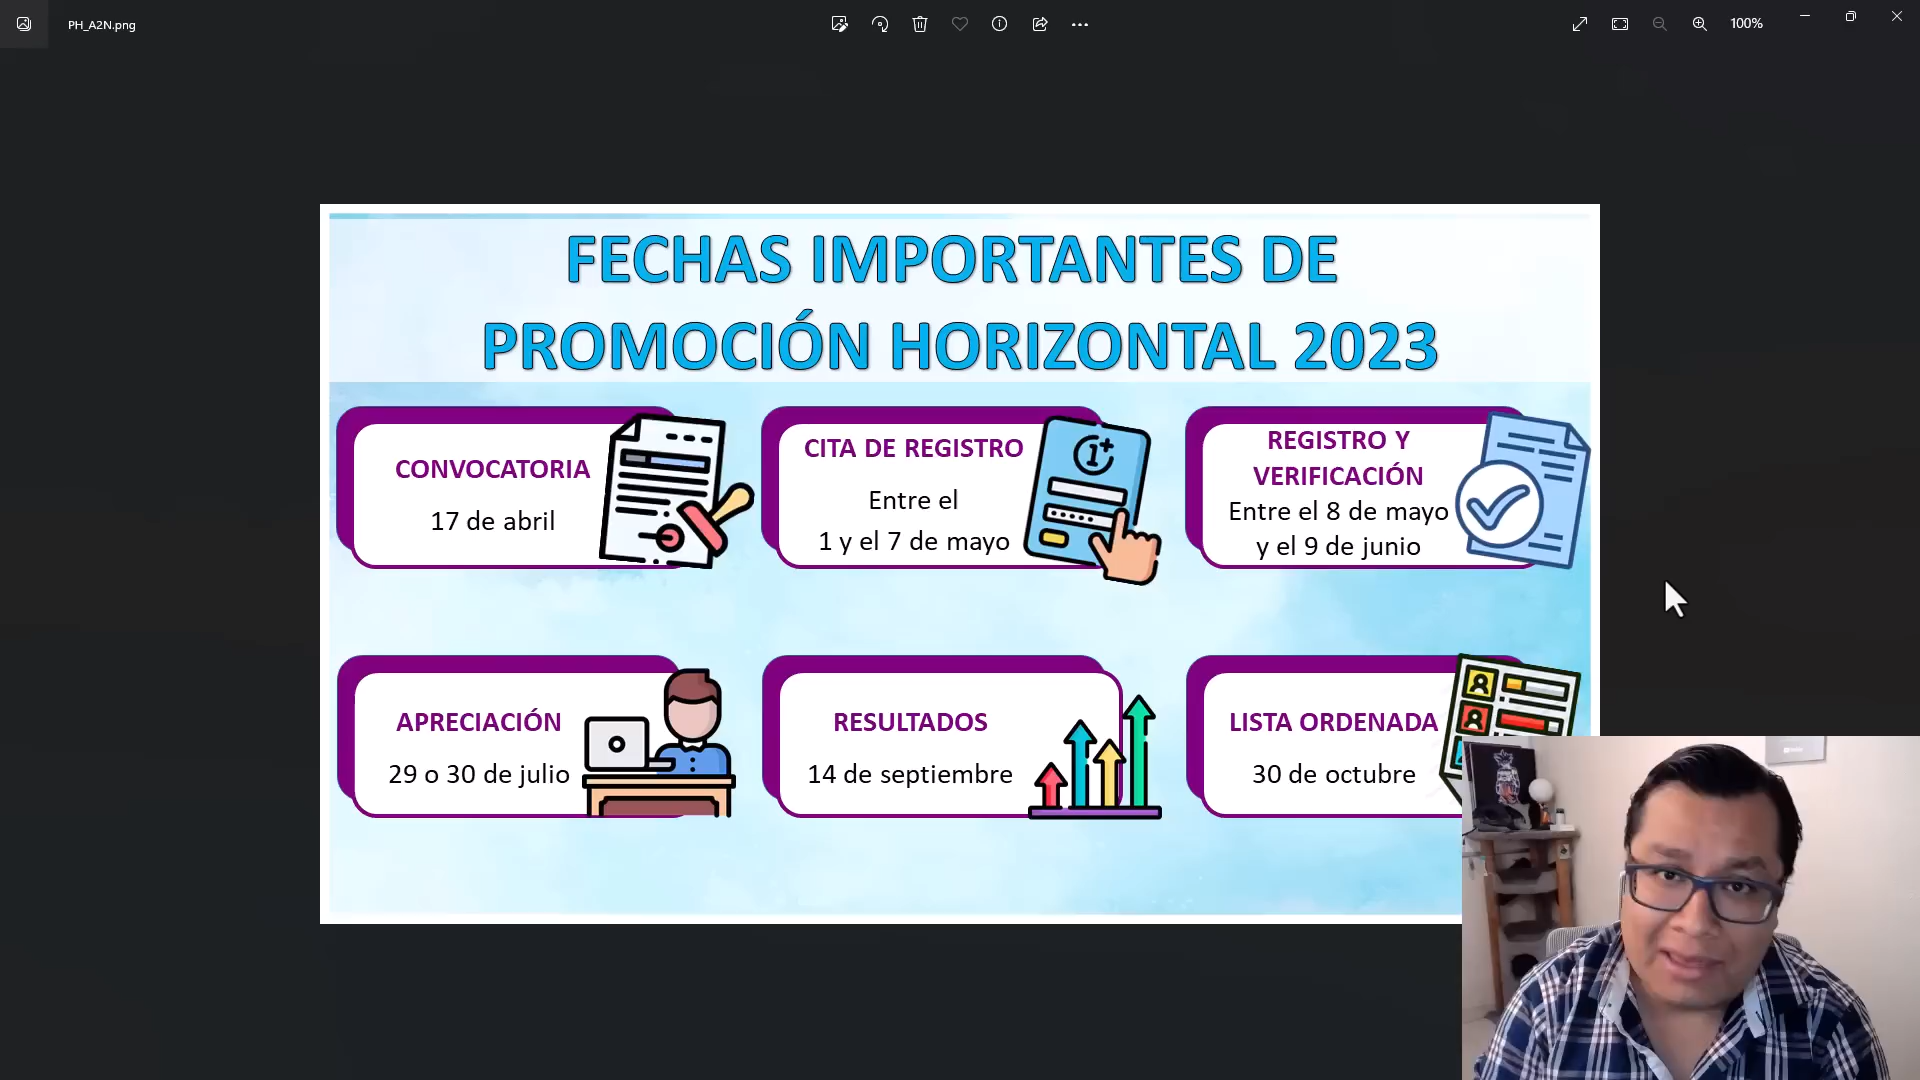 PH_A2N.png
100%
FECHAS IMPORTANTES DE
PROMOCIÓN HORIZONTAL 2023
CONVOCATORIA
17 de abril
CITA DE REGISTRO
Entre el
1 y el 7 de mayo
1+
REGISTRO Y
VERIFICACIÓN
Entre el 8 de mayo
y el 9 de junio
APRECIACIÓN
29 o 30 de julio
RESULTADOS
14 de septiembre
LISTA ORDENADA
30 de octubre